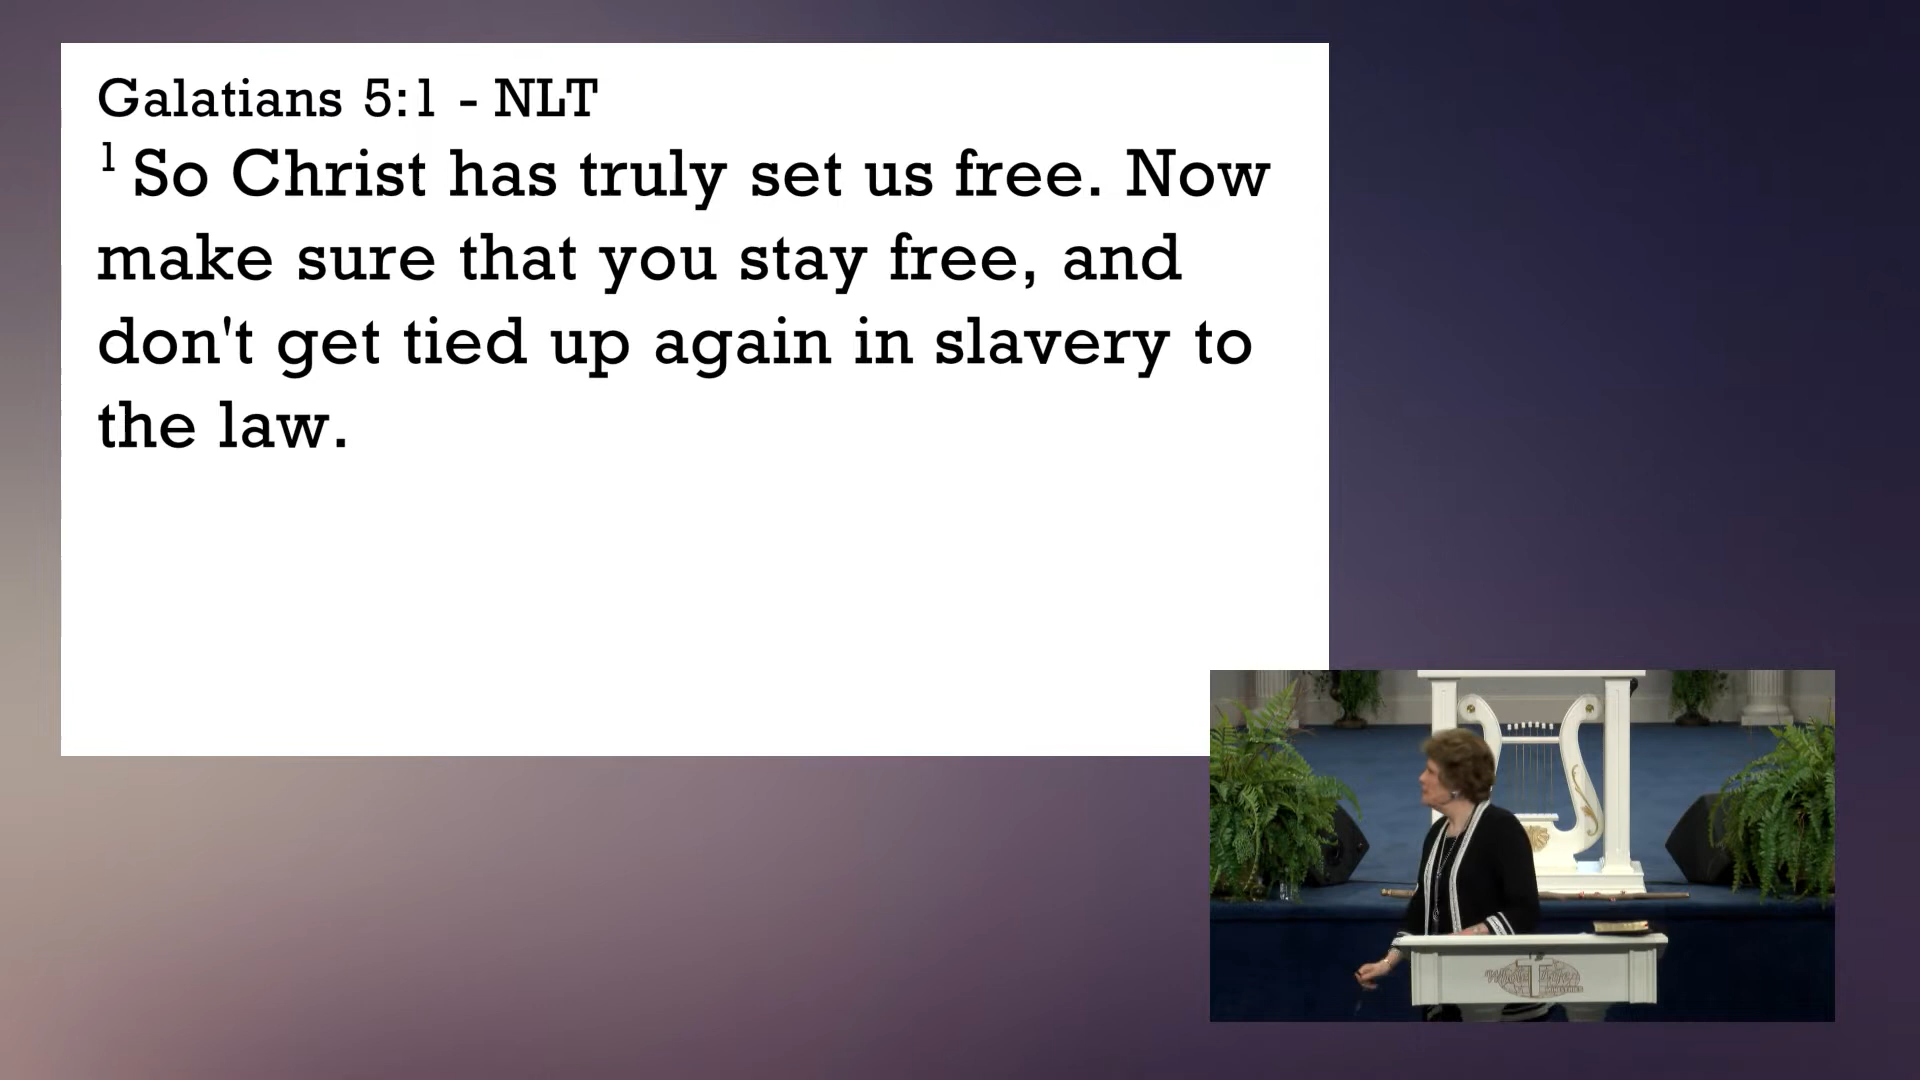 Galatians 5:1 - NLT
1 So Christ has truly set us free. Now
make sure that you stay free, and
don't get tied up again in slavery to
the law.